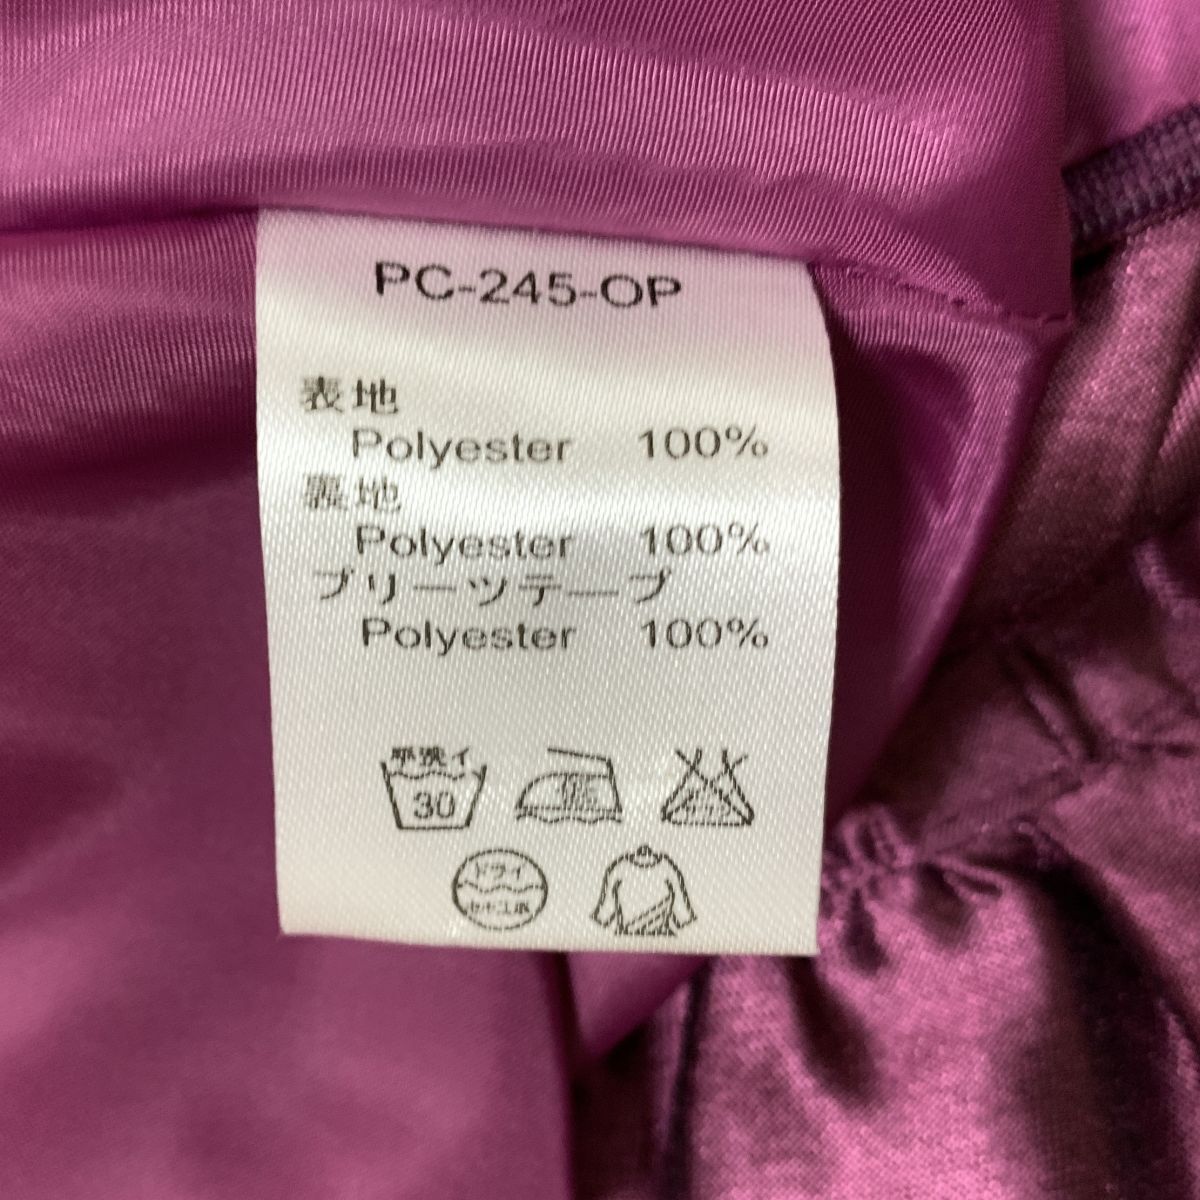 PC-245-OP
表地
Polyester 100%
裏地
Polyester 100%
プリーツテープ
Polyester 100%
手洗イ
30
低
ドライ
セキユ系